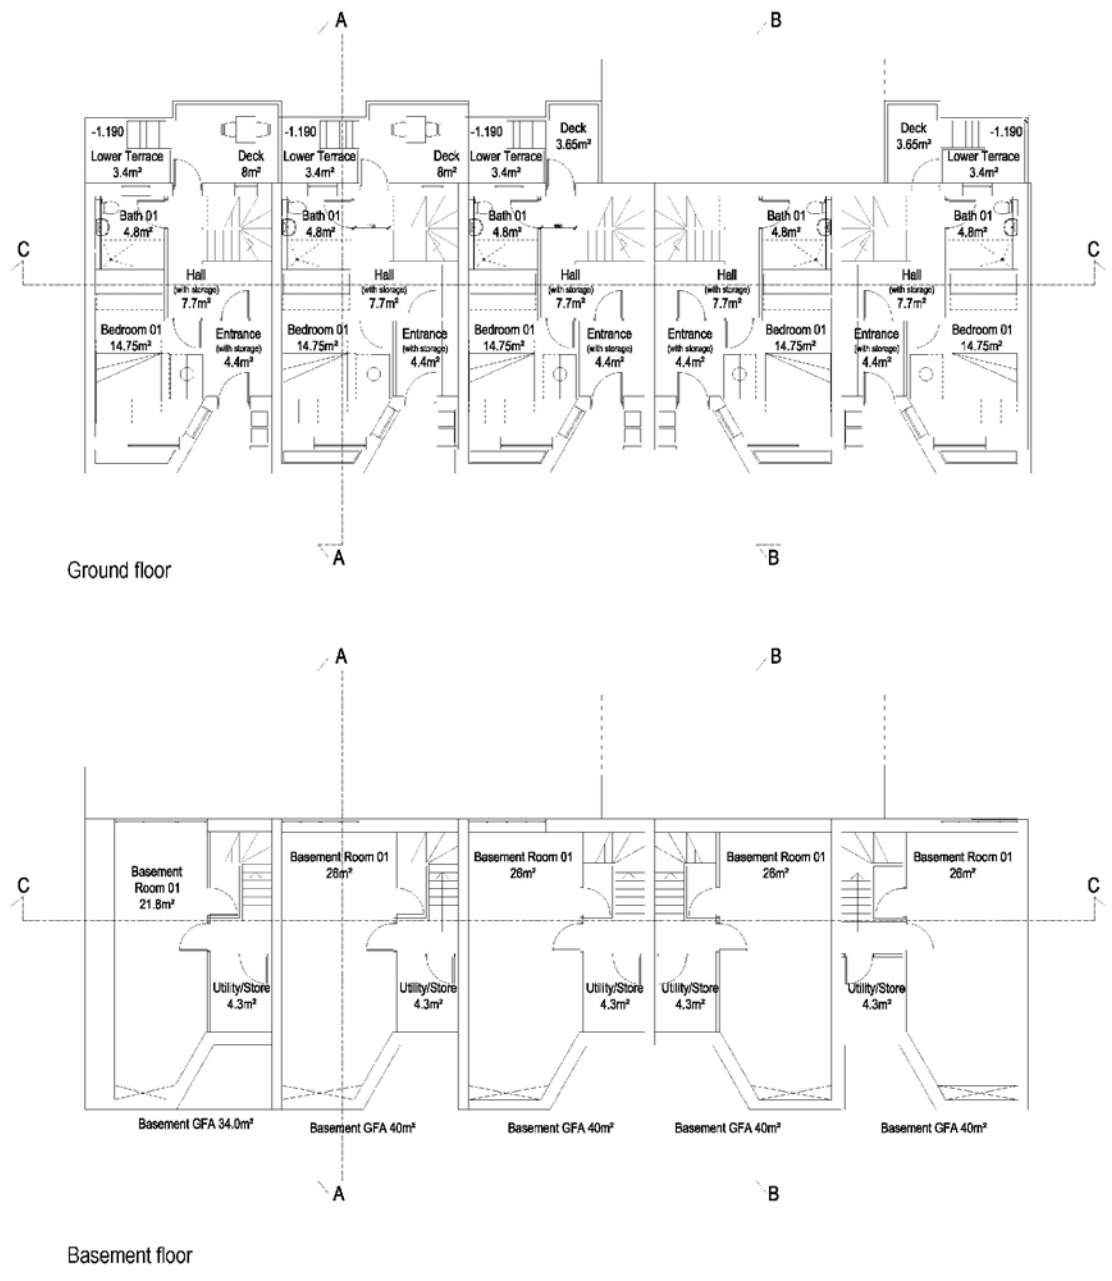 A
B
-1.190
-1.190
-1.190
Deck
3.65m²
Deck
3.65m²
-1.190
Lower Terrace
3.4m²
Deck
8m²
Lower Terrace
3.4m²
Deck
8m²
Lower Terrace
3.4m²
Lower Terrace
3.4m²
Bath 01
4.8m²
Bath 01
4.8m²
Bath 01
4.8m²
Bath 01
4.8m²
Bath 01
4.8m²
C
C
Hall
(with storage)
7.7m²
Hall
(with storage)
7.7m²
Hall
(with storage)
7.7m²
Hall
(with storage)
7.7m²
Hall
(with storage)
7.7m²
Bedroom 01
14.75m²
Entrance
(with storage)
4.4m²
Bedroom 01
14.75m²
Entrance
(with storage)
4.4m²
Bedroom 01
14.75m²
Entrance
(with storage)
4.4m²
Entrance
(with storage)
4.4m²
Bedroom 01
14.75m²
Entrance
(with storage)
4.4m²
Bedroom 01
14.75m²
A
B
Ground floor
A
B
Basement
Room 01
21.8m²
Basement Room 01
26m²
Basement Room 01
26m²
Basement Room 01
26m²
Basement Room 01
26m²
C
C
Utility/Store
4.3m²
Utility/Store
4.3m²
Utility/Store
4.3m²
Utility/Store
4.3m²
Utility/Store
4.3m²
Basement GFA 34.0m²
Basement GFA 40m²
Basement GFA 40m²
Basement GFA 40m²
Basement GFA 40m²
A
B
Basement floor